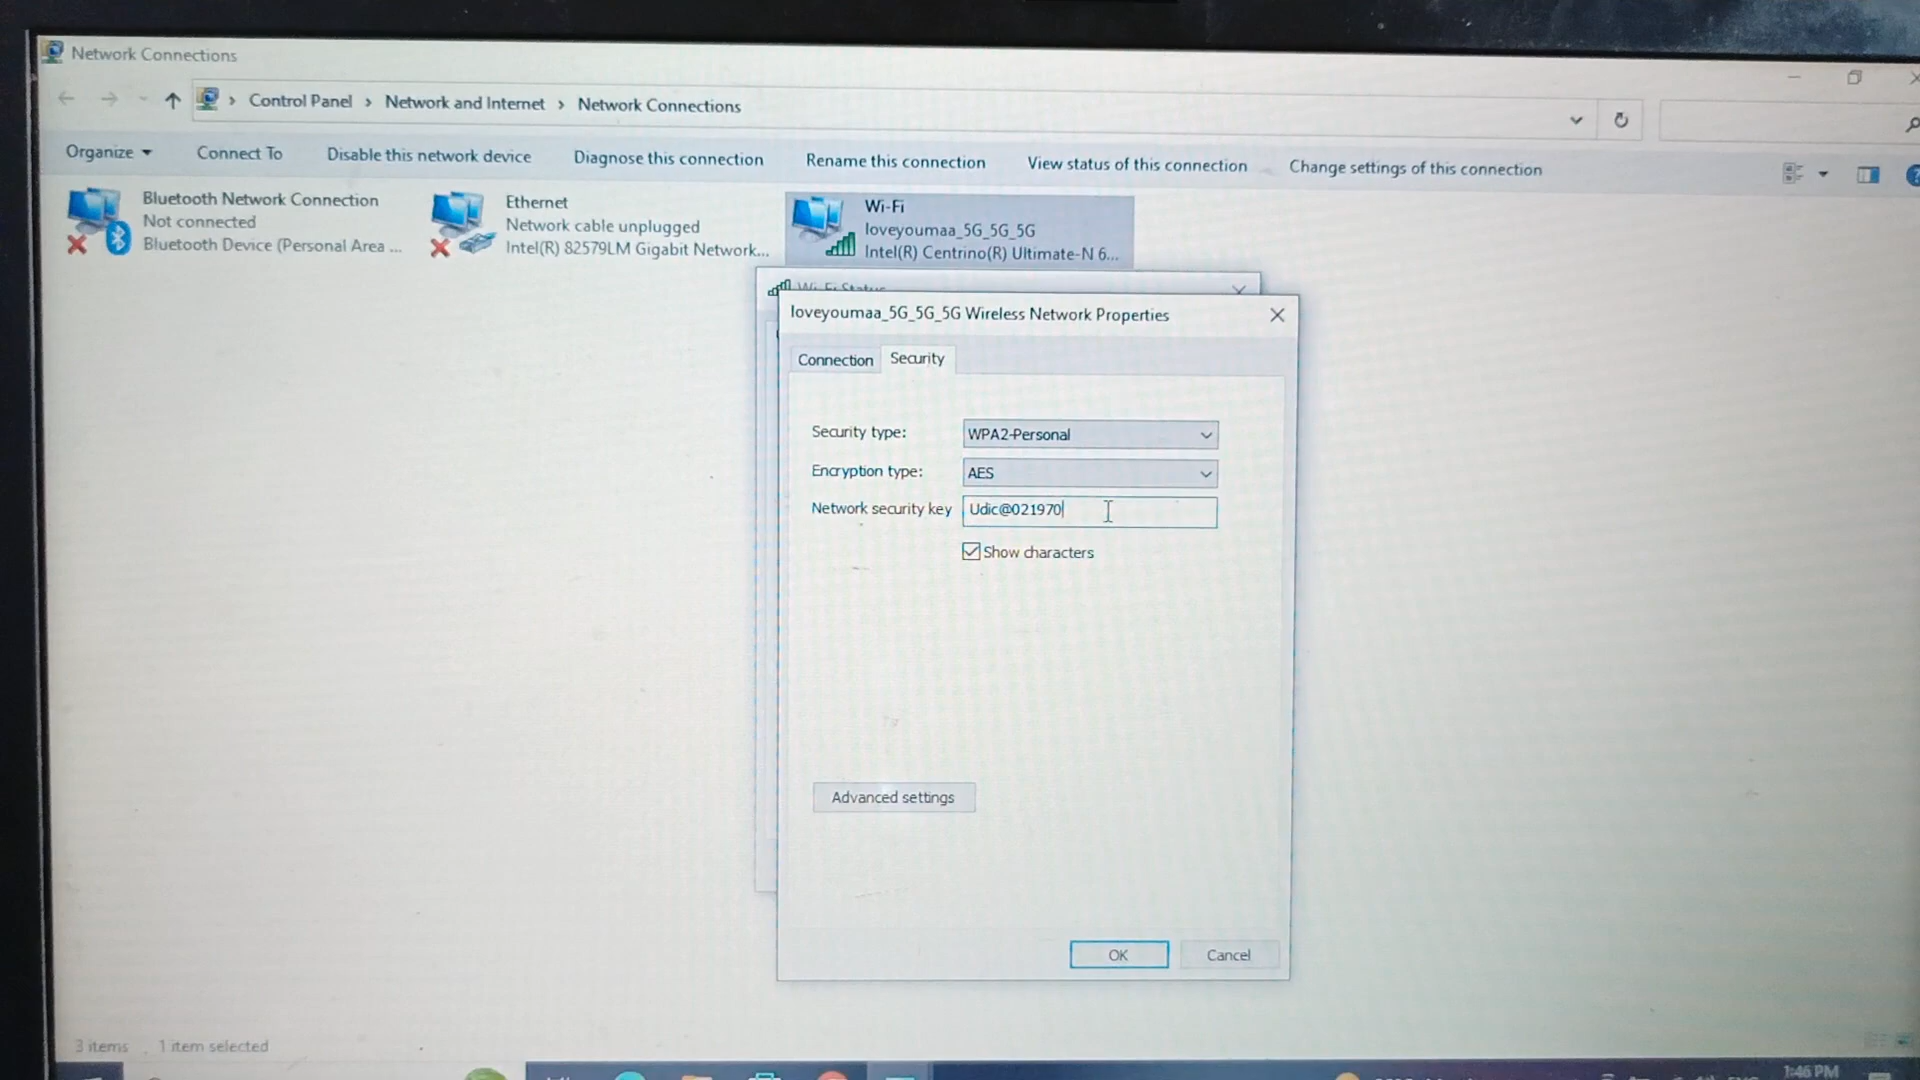 Network Connections
Control Panel › Network and Internet › Network Connections
Organize Connect To Disable this network device Diagnose this connection Rename this connection View status of this connection Change settings of this connection
Bluetooth Network Connection
Not connected
Bluetooth Device (Personal Area ...
Ethernet
Network cable unplugged
Intel(R) 82579LM Gigabit Network...
Wi-Fi
loveyoumaa_5G_5G_5G
Intel(R) Centrino(R) Ultimate-N 6...
Wi-Fi Status
loveyoumaa_5G_5G_5G Wireless Network Properties
Connection Security
Security type: WPA2-Personal
Encryption type: AES
Network security key Udic@021970
Show characters
Advanced settings
OK Cancel
3 items 1 item selected
1:46 PM